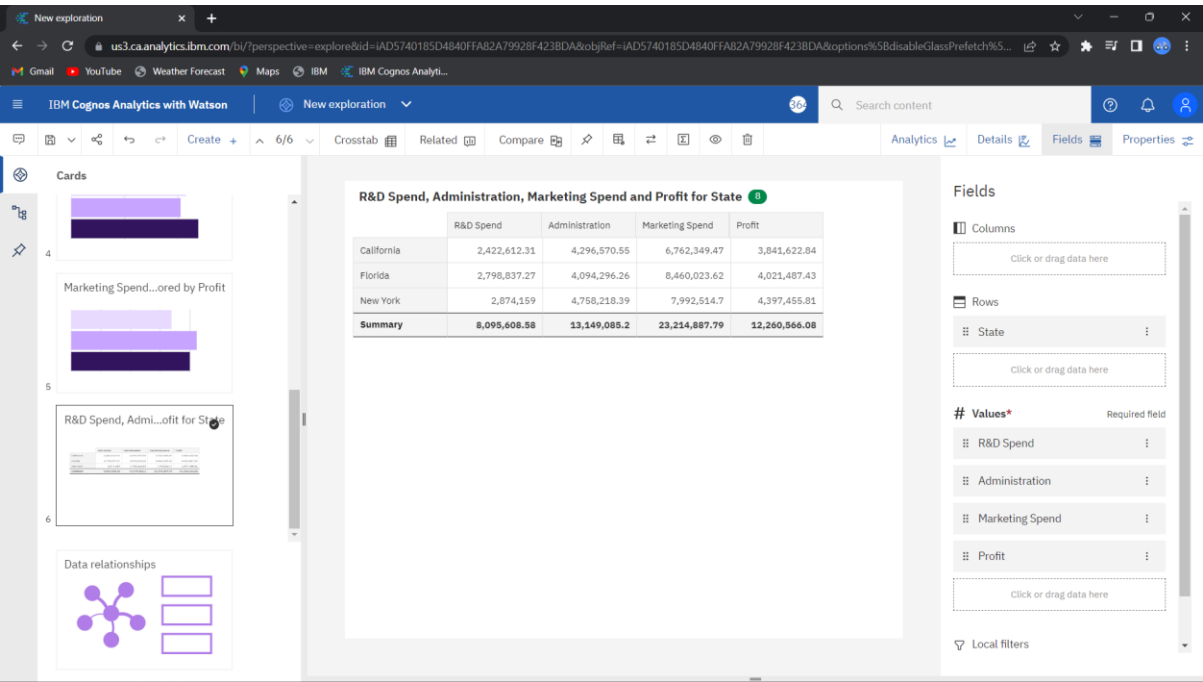 New exploration
us3.ca.analytics.ibm.com/bi/?perspective=explore&id=iAD5740185D4840FFA82A79928F423BDA&objRef=iAD5740185D4840FFA82A79928F423BDA&options%5BdisableGlassPrefetch%5...
Gmail YouTube Weather Forecast Maps IBM IBM Cognos Analyti...
IBM Cognos Analytics with Watson New exploration 364 Search content
Create 6/6 Crosstab Related Compare Analytics Details Fields Properties
Cards
4
Marketing Spend...ored by Profit
5
R&D Spend, Admi...ofit for State
6
Data relationships
R&D Spend, Administration, Marketing Spend and Profit for State 8
R&D Spend Administration Marketing Spend Profit
California 2,422,612.31 4,296,570.55 6,762,349.47 3,841,622.84
Florida 2,798,837.27 4,094,296.26 8,460,023.62 4,021,487.43
New York 2,874,159 4,758,218.39 7,992,514.7 4,397,455.81
Summary 8,095,608.58 13,149,085.2 23,214,887.79 12,260,566.08
Fields
Columns
Click or drag data here
Rows
State
Click or drag data here
# Values* Required field
R&D Spend
Administration
Marketing Spend
Profit
Click or drag data here
Local filters